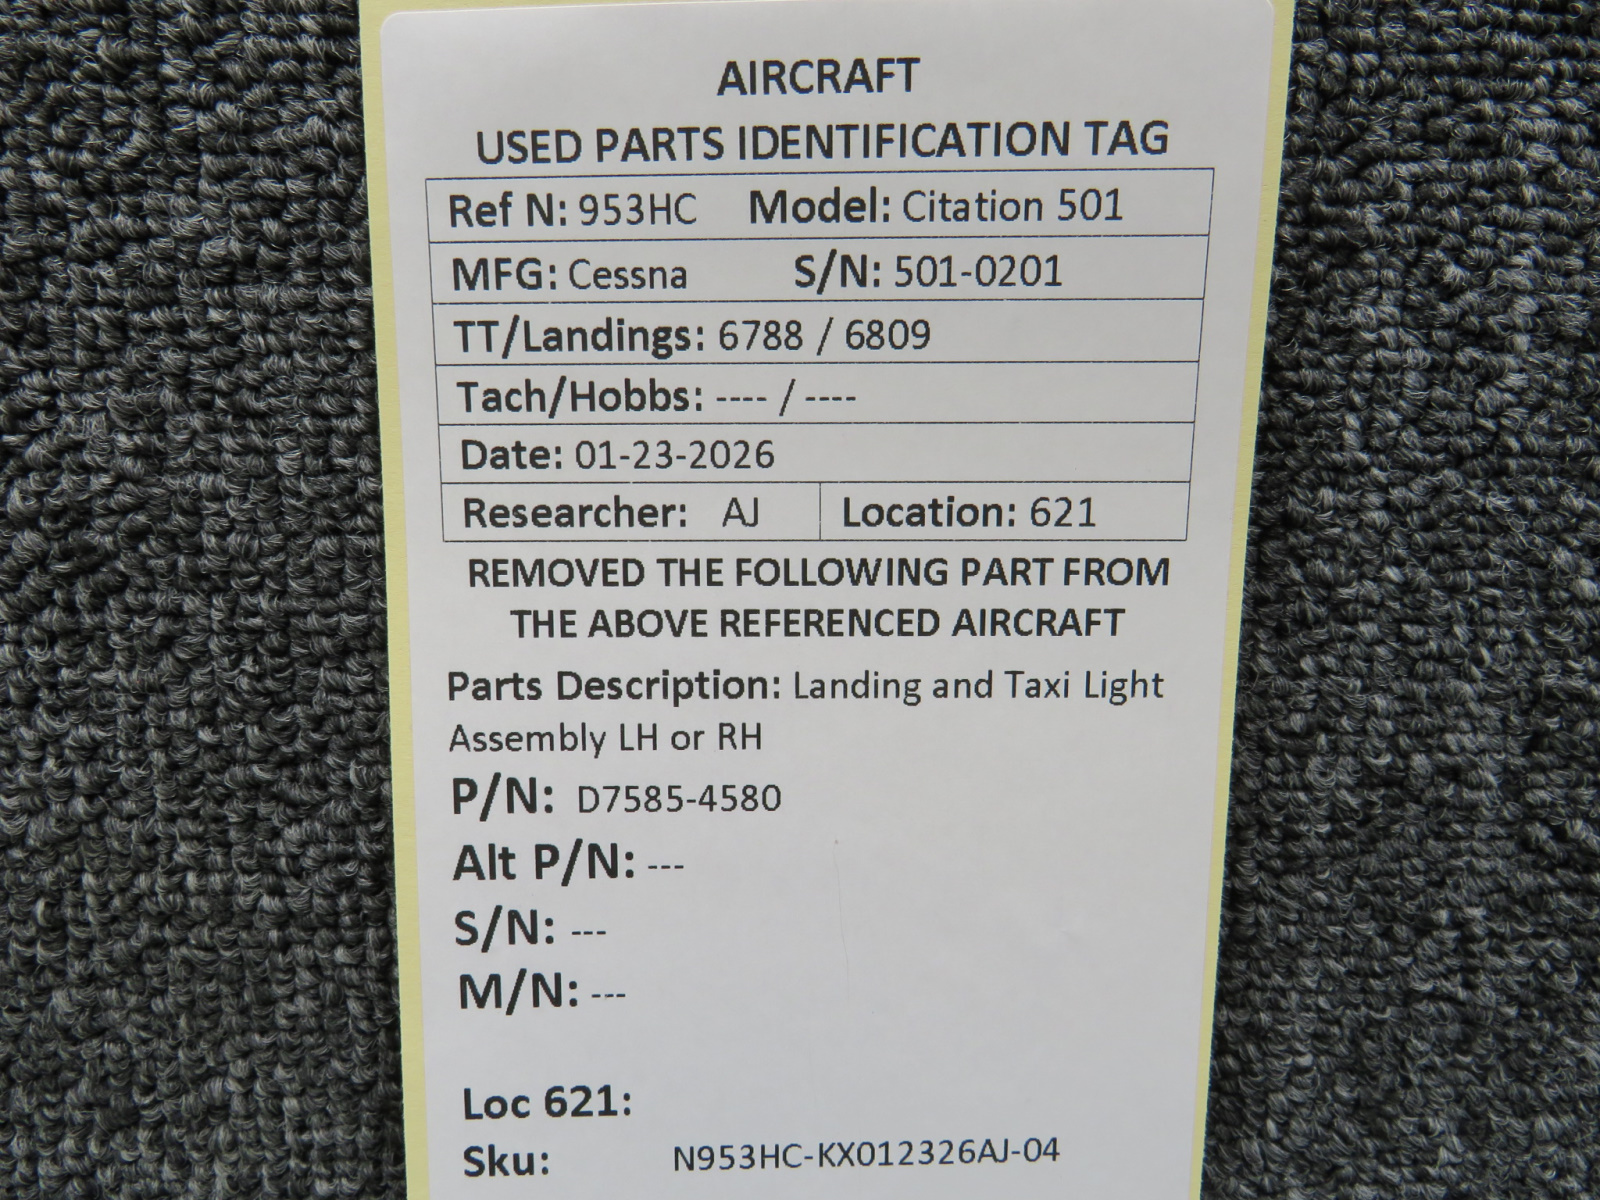 AIRCRAFT
USED PARTS IDENTIFICATION TAG
Ref N: 953HC Model: Citation 501
MFG: Cessna S/N: 501-0201
TT/Landings: 6788 / 6809
Tach/Hobbs: ---- / ----
Date: 01-23-2026
Researcher: AJ Location: 621
REMOVED THE FOLLOWING PART FROM
THE ABOVE REFERENCED AIRCRAFT
Parts Description: Landing and Taxi Light
Assembly LH or RH
P/N: D7585-4580
Alt P/N: ---
S/N: ---
M/N: ---
Loc 621:
Sku: N953HC-KX012326AJ-04